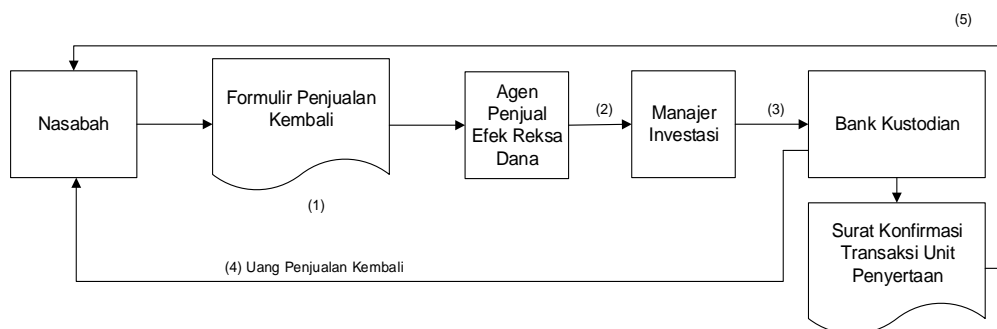 (5)
Nasabah
Formulir Penjualan
Kembali
(1)
Agen
Penjual
Efek Reksa
Dana
(2)
Manajer
Investasi
(3)
Bank Kustodian
Surat Konfirmasi
Transaksi Unit
Penyertaan
(4) Uang Penjualan Kembali